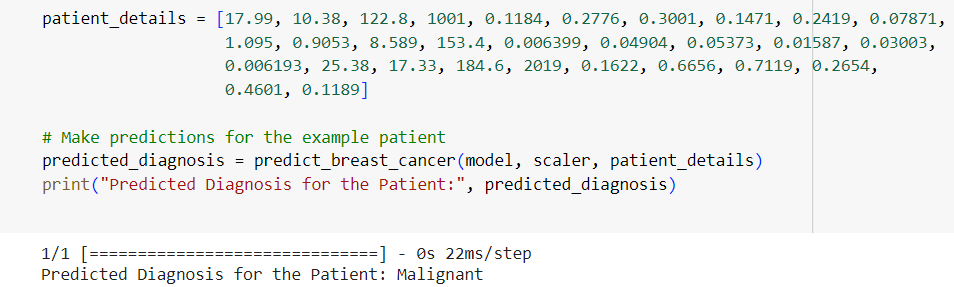 patient_details = [17.99, 10.38, 122.8, 1001, 0.1184, 0.2776, 0.3001, 0.1471, 0.2419, 0.07871,
1.095, 0.9053, 8.589, 153.4, 0.006399, 0.04904, 0.05373, 0.01587, 0.03003,
0.006193, 25.38, 17.33, 184.6, 2019, 0.1622, 0.6656, 0.7119, 0.2654,
0.4601, 0.1189]
# Make predictions for the example patient
predicted_diagnosis = predict_breast_cancer(model, scaler, patient_details)
print("Predicted Diagnosis for the Patient:", predicted_diagnosis)
1/1 [==============================] - 0s 22ms/step
Predicted Diagnosis for the Patient: Malignant